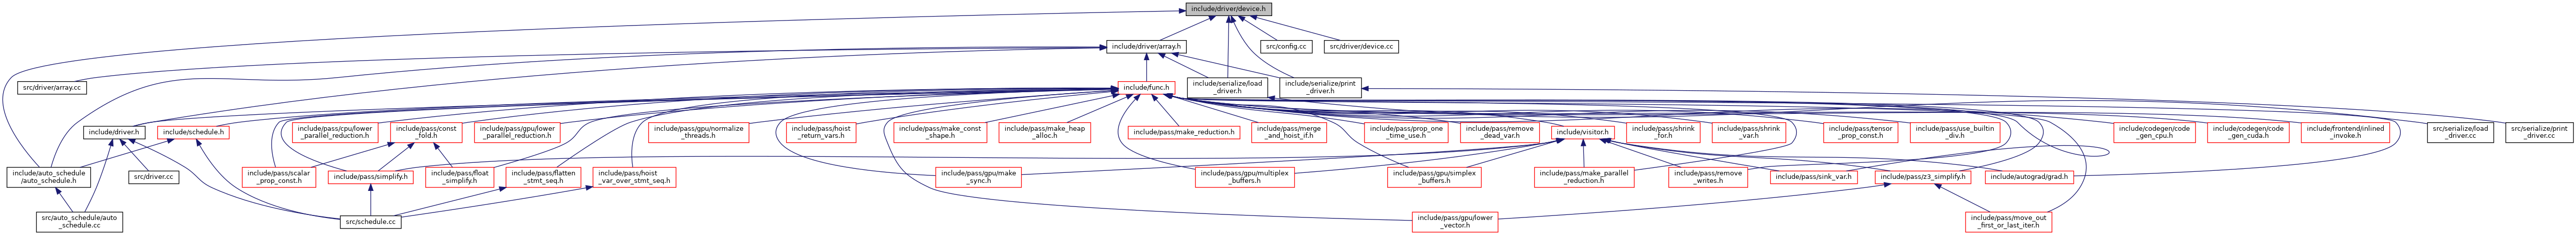 include/driver/device.h
include/driver/array.h
src/config.cc
src/driver/device.cc
src/driver/array.cc
include/func.h
include/serialize/load
_driver.h
include/serialize/print
_driver.h
include/driver.h
include/schedule.h
include/pass/cpu/lower
_parallel_reduction.h
include/pass/const
_fold.h
include/pass/gpu/lower
_parallel_reduction.h
include/pass/gpu/normalize
_threads.h
include/pass/hoist
_return_vars.h
include/pass/make_const
_shape.h
include/pass/make_heap
_alloc.h
include/pass/make_reduction.h
include/pass/merge
_and_hoist_if.h
include/pass/prop_one
_time_use.h
include/pass/remove
_dead_var.h
include/visitor.h
include/pass/shrink
_for.h
include/pass/shrink
_var.h
include/pass/tensor
_prop_const.h
include/pass/use_builtin
_div.h
include/codegen/code
_gen_cpu.h
include/codegen/code
_gen_cuda.h
include/frontend/inlined
_invoke.h
src/serialize/load
_driver.cc
src/serialize/print
_driver.cc
include/auto_schedule
/auto_schedule.h
src/driver.cc
include/pass/scalar
_prop_const.h
include/pass/simplify.h
include/pass/float
_simplify.h
include/pass/flatten
_stmt_seq.h
include/pass/hoist
_var_over_stmt_seq.h
include/pass/gpu/make
_sync.h
include/pass/gpu/multiplex
_buffers.h
include/pass/gpu/simplex
_buffers.h
include/pass/make_parallel
_reduction.h
include/pass/remove
_writes.h
include/pass/sink_var.h
include/pass/z3_simplify.h
include/autograd/grad.h
src/auto_schedule/auto
_schedule.cc
src/schedule.cc
include/pass/gpu/lower
_vector.h
include/pass/move_out
_first_or_last_iter.h